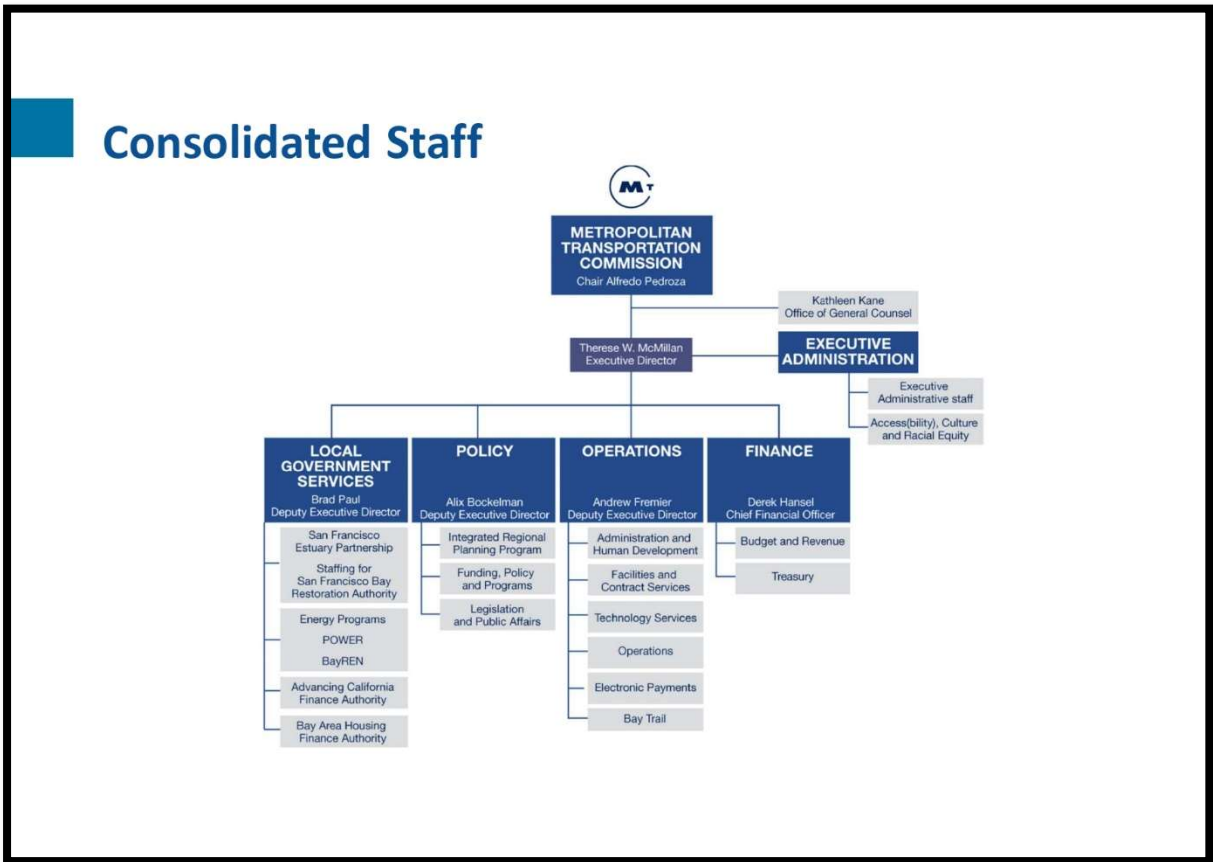 Consolidated Staff
M T
METROPOLITAN
TRANSPORTATION
COMMISSION
Chair Alfredo Pedroza
Kathleen Kane
Office of General Counsel
Therese W. McMillan
Executive Director
EXECUTIVE
ADMINISTRATION
Executive
Administrative staff
Access(bility), Culture
and Racial Equity
LOCAL
GOVERNMENT
SERVICES
Brad Paul
Deputy Executive Director
San Francisco
Estuary Partnership
Staffing for
San Francisco Bay
Restoration Authority
Energy Programs
POWER
BayREN
Advancing California
Finance Authority
Bay Area Housing
Finance Authority
POLICY
Alix Bockelman
Deputy Executive Director
Integrated Regional
Planning Program
Funding, Policy
and Programs
Legislation
and Public Affairs
OPERATIONS
Andrew Fremier
Deputy Executive Director
Administration and
Human Development
Facilities and
Contract Services
Technology Services
Operations
Electronic Payments
Bay Trail
FINANCE
Derek Hansel
Chief Financial Officer
Budget and Revenue
Treasury